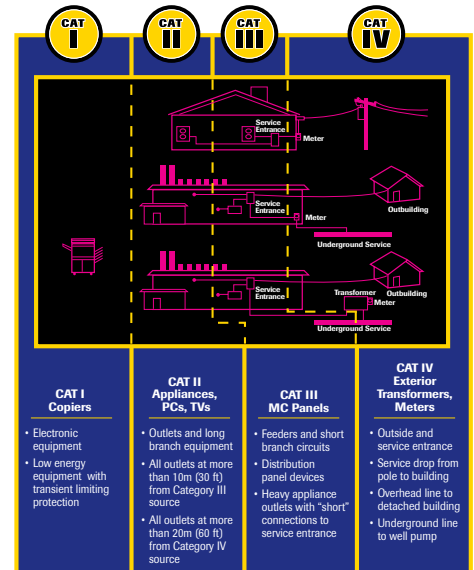 CAT
I
CAT
II
CAT
III
CAT
IV
Service
Entrance
Meter
Service
Entrance
Meter
Outbuilding
Underground Service
Service
Entrance
Transformer
Outbuilding
Meter
Underground Service
CAT I
Copiers
• Electronic
equipment
• Low energy
equipment with
transient limiting
protection
CAT II
Appliances,
PCs, TVs
• Outlets and long
branch equipment
• All outlets at more
than 10m (30 ft)
from Category III
source
• All outlets at more
than 20m (60 ft)
from Category IV
source
CAT III
MC Panels
• Feeders and short
branch circuits
• Distribution
panel devices
• Heavy appliance
outlets with “short”
connections to
service entrance
CAT IV
Exterior
Transformers,
Meters
• Outside and
service entrance
• Service drop from
pole to building
• Overhead line to
detached building
• Underground line
to well pump